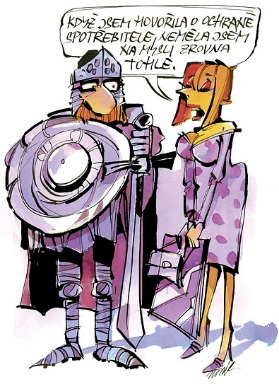 KDYŽ JSEM HOVOŘILA O OCHRANĚ
SPOTŘEBITELE, NEMĚLA JSEM
NA MYSLI ZROVNA
TOHLE.